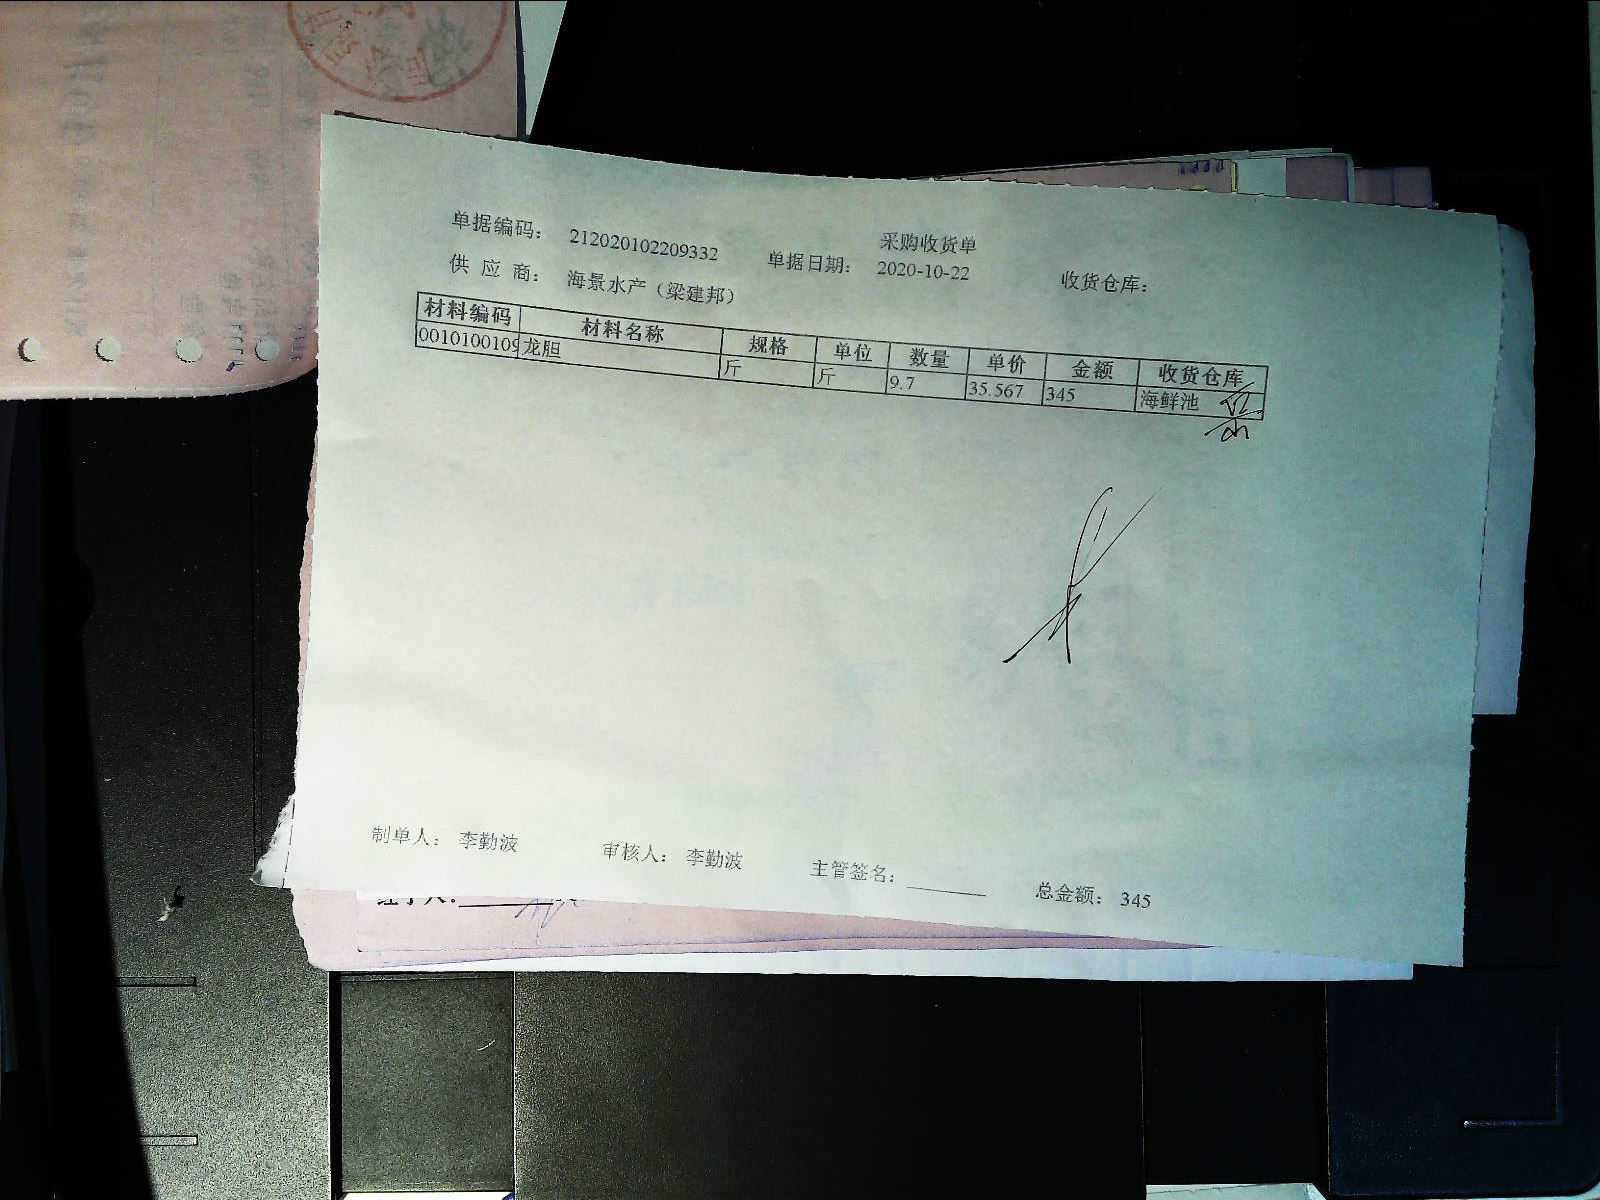 采购收货单
单据编码： 212020102209332 单据日期： 2020-10-22 收货仓库：
供 应 商： 海景水产（梁建邦）
材料编码 材料名称 规格 单位 数量 单价 金额 收货仓库
0010100109 龙胆 斤 斤 9.7 35.567 345 海鲜池
制单人： 李勤波 审核人： 李勤波 主管签名： 总金额： 345